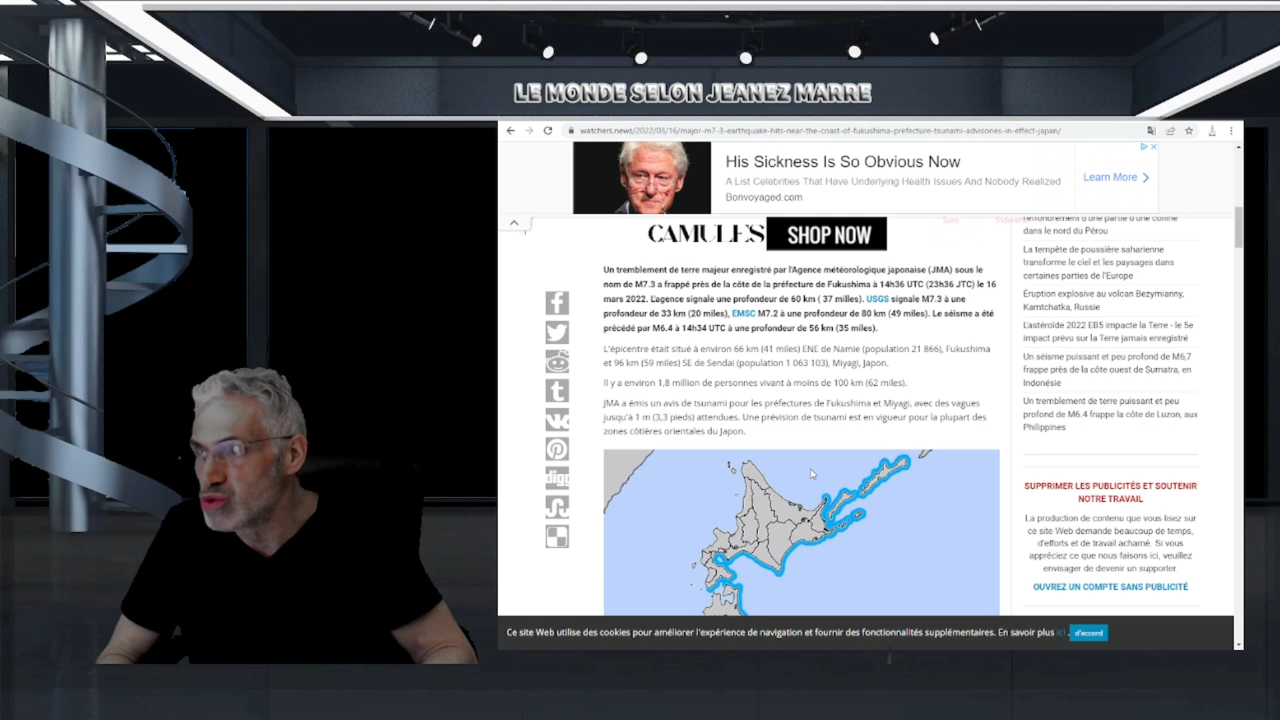 LE MONDE SELON JEANEZ MARRE
watchers.news/2022/03/16/major-m7-3-earthquake-hits-near-the-coast-of-fukushima-prefecture-tsunami-advisories-in-effect-japan/
His Sickness Is So Obvious Now
A List Celebrities That Have Underlying Health Issues And Nobody Realized
Bonvoyaged.com
Learn More
CAMULES
SHOP NOW
Un tremblement de terre majeur enregistré par l'Agence météorologique japonaise (JMA) sous le
nom de M7.3 a frappé près de la côte de la préfecture de Fukushima à 14h36 UTC (23h36 JTC) le 16
mars 2022. L'agence signale une profondeur de 60 km ( 37 milles). USGS signale M7.3 à une
profondeur de 33 km (20 miles), EMSC M7.2 à une profondeur de 80 km (49 miles). Le séisme a été
précédé par M6.4 à 14h34 UTC à une profondeur de 56 km (35 miles).
L'épicentre était situé à environ 66 km (41 miles) ENE de Namie (population 21 866), Fukushima
et 96 km (59 miles) SE de Sendai (population 1 063 103), Miyagi, Japon.
Il y a environ 1,8 million de personnes vivant à moins de 100 km (62 miles).
JMA a émis un avis de tsunami pour les préfectures de Fukushima et Miyagi, avec des vagues
jusqu'à 1 m (3,3 pieds) attendues. Une prévision de tsunami est en vigueur pour la plupart des
zones côtières orientales du Japon.
digg
dans le nord du Pérou
La tempête de poussière saharienne
transforme le ciel et les paysages dans
certaines parties de l'Europe
Éruption explosive au volcan Bezymianny,
Kamtchatka, Russie
L'astéroïde 2022 EB5 impacte la Terre - le 5e
impact prévu sur la Terre jamais enregistré
Un séisme puissant et peu profond de M6,7
frappe près de la côte ouest de Sumatra, en
Indonésie
Un tremblement de terre puissant et peu
profond de M6.4 frappe la côte de Luzon, aux
Philippines
SUPPRIMER LES PUBLICITÉS ET SOUTENIR
NOTRE TRAVAIL
La production de contenu que vous lisez sur
ce site Web demande beaucoup de temps,
d'efforts et de travail acharné. Si vous
appréciez ce que nous faisons ici, veuillez
envisager de devenir un supporter.
OUVREZ UN COMPTE SANS PUBLICITÉ
Ce site Web utilise des cookies pour améliorer l'expérience de navigation et fournir des fonctionnalités supplémentaires. En savoir plus ici .
d'accord